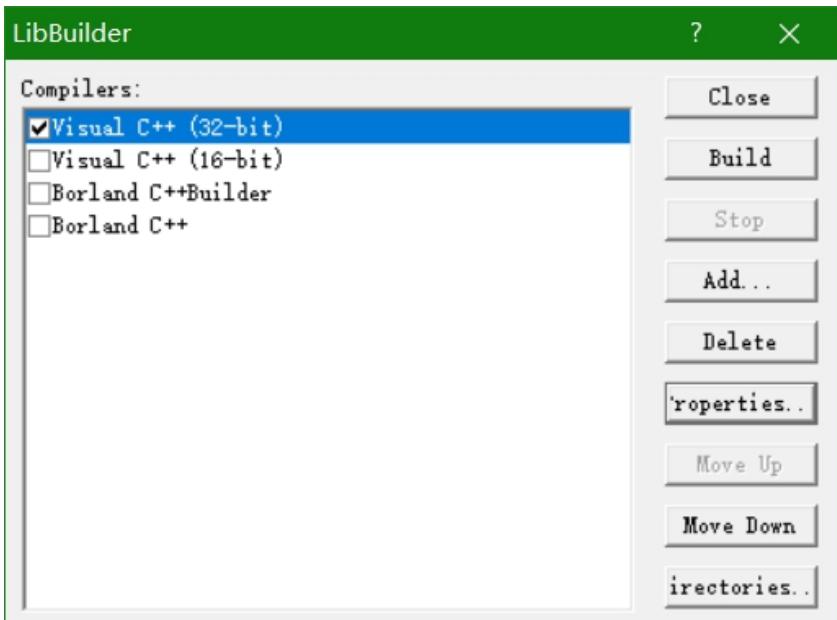 LibBuilder
Compilers:
Visual C++ (32-bit)
Visual C++ (16-bit)
Borland C++Builder
Borland C++
Close
Build
Stop
Add...
Delete
roperties..
Move Up
Move Down
irectories..